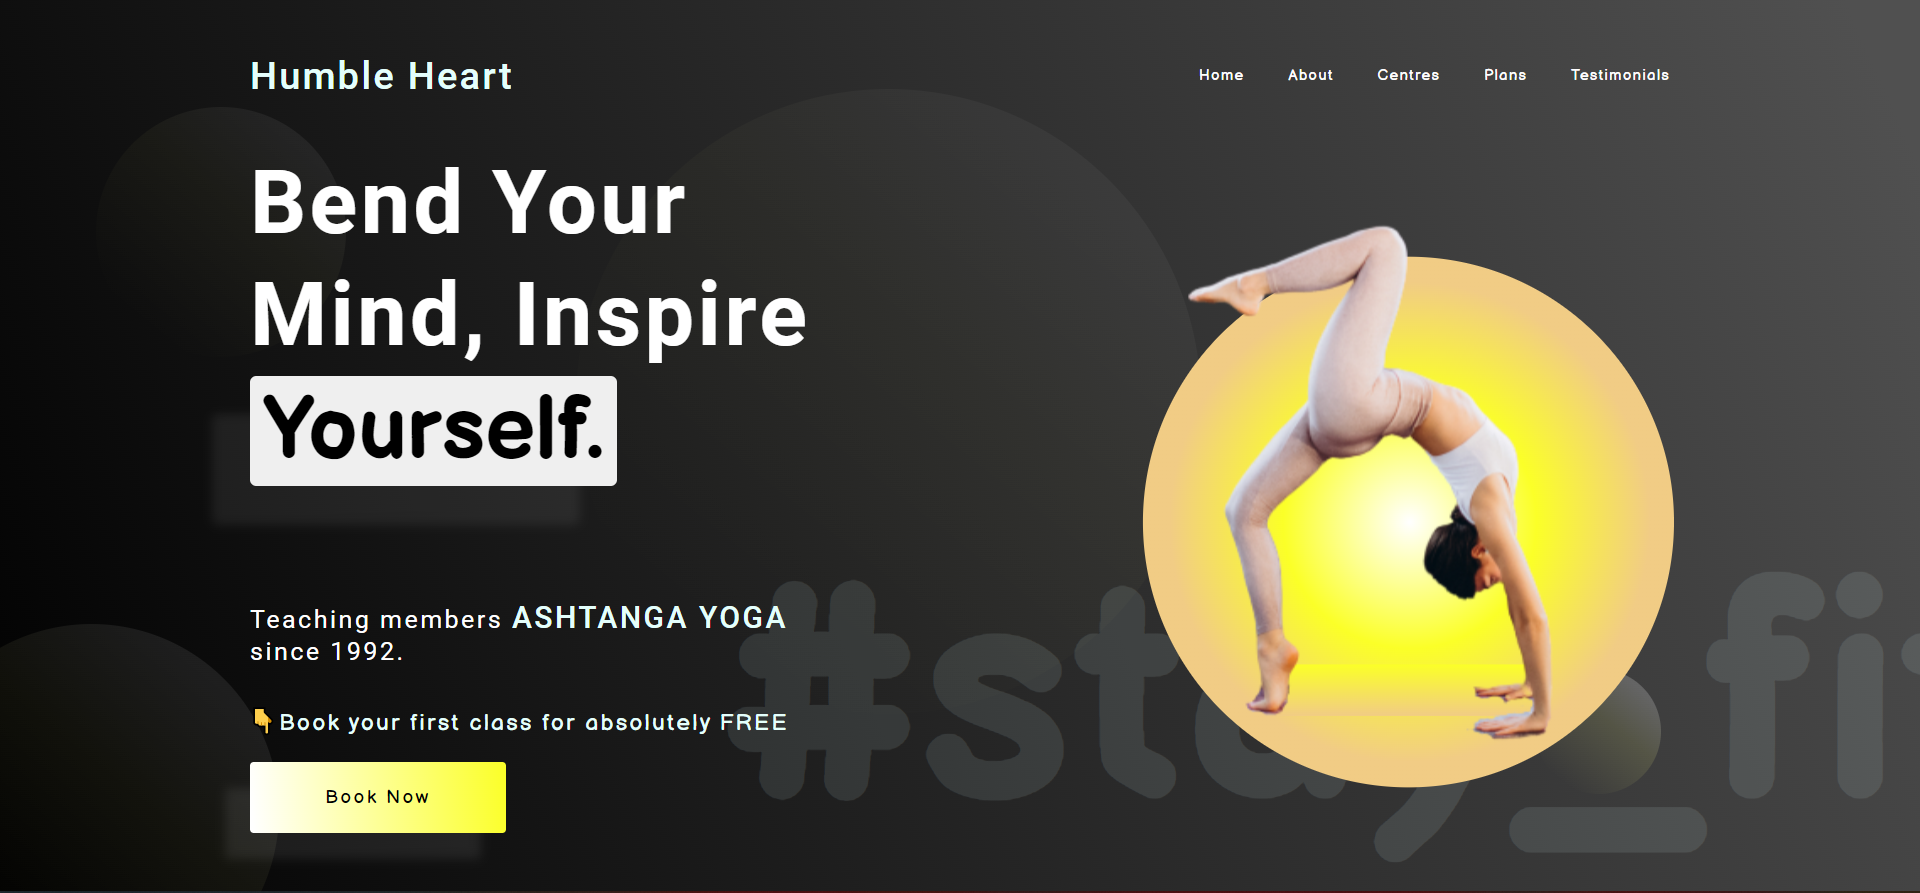 Humble Heart
Home About Centres Plans Testimonials
Bend Your
Mind, Inspire
Yourself.
Teaching members ASHTANGA YOGA
since 1992.
👇Book your first class for absolutely FREE
Book Now